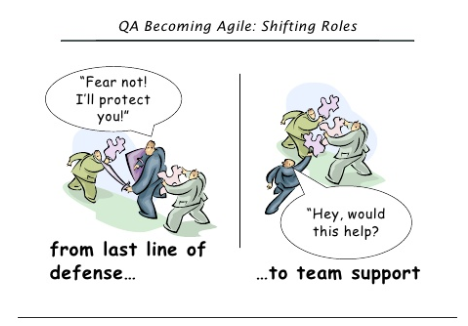 QA Becoming Agile: Shifting Roles
“Fear not!
I’ll protect
you!”
from last line of
defense…
“Hey, would
this help?
…to team support